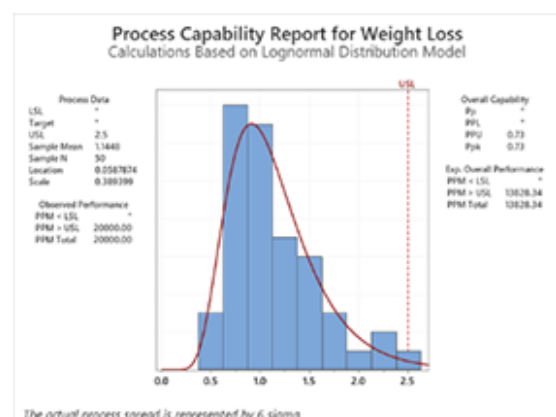 Process Capability Report for Weight Loss
Calculations Based on Lognormal Distribution Model
USL
Process Data
LSL *
Target *
USL 2.5
Sample Mean 1.1440
Sample N 50
Location 0.0587874
Scale 0.389399
Observed Performance
PPM < LSL *
PPM > USL 20000.00
PPM Total 20000.00
Overall Capability
Pp *
PPL *
PPU 0.73
Ppk 0.73
Exp. Overall Performance
PPM < LSL *
PPM > USL 13828.34
PPM Total 13828.34
0.0 0.5 1.0 1.5 2.0 2.5
The actual process spread is represented by 6 sigma.